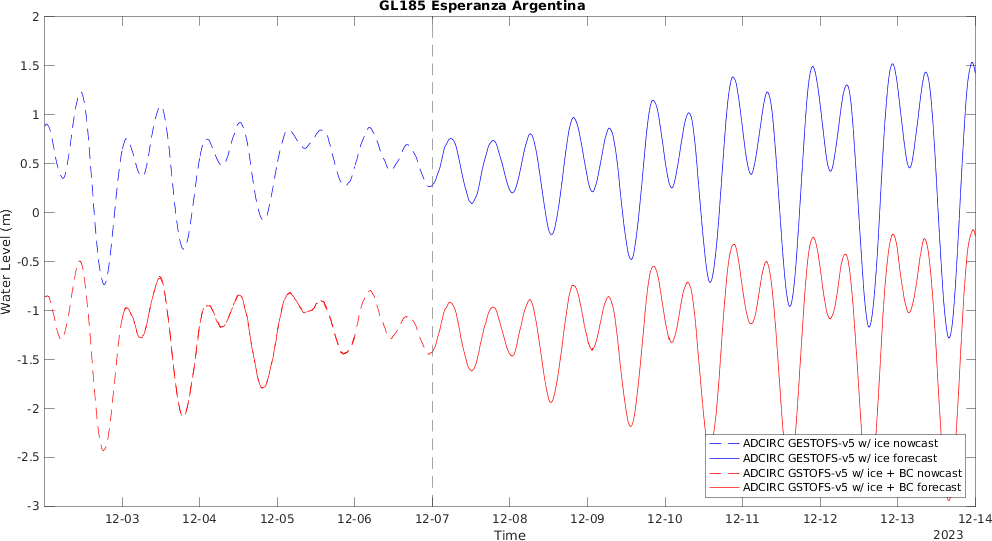 GL185 Esperanza Argentina
2
1.5
1
0.5
0
-0.5
-1
-1.5
-2
-2.5
-3
Water Level (m)
ADCIRC GESTOFS-v5 w/ ice nowcast
ADCIRC GESTOFS-v5 w/ ice forecast
ADCIRC GSTOFS-v5 w/ ice + BC nowcast
ADCIRC GSTOFS-v5 w/ ice + BC forecast
12-03 12-04 12-05 12-06 12-07 12-08 12-09 12-10 12-11 12-12 12-13 12-14
Time
2023